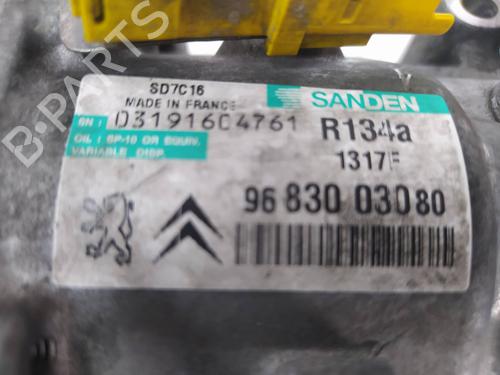 SD7C16
MADE IN FRANCE
SANDEN
SN : 03191604761
R134a
OIL : SP-10 OR EQUIV.
VARIABLE DISP.
1317F
96 830 030 80
B-PARTS